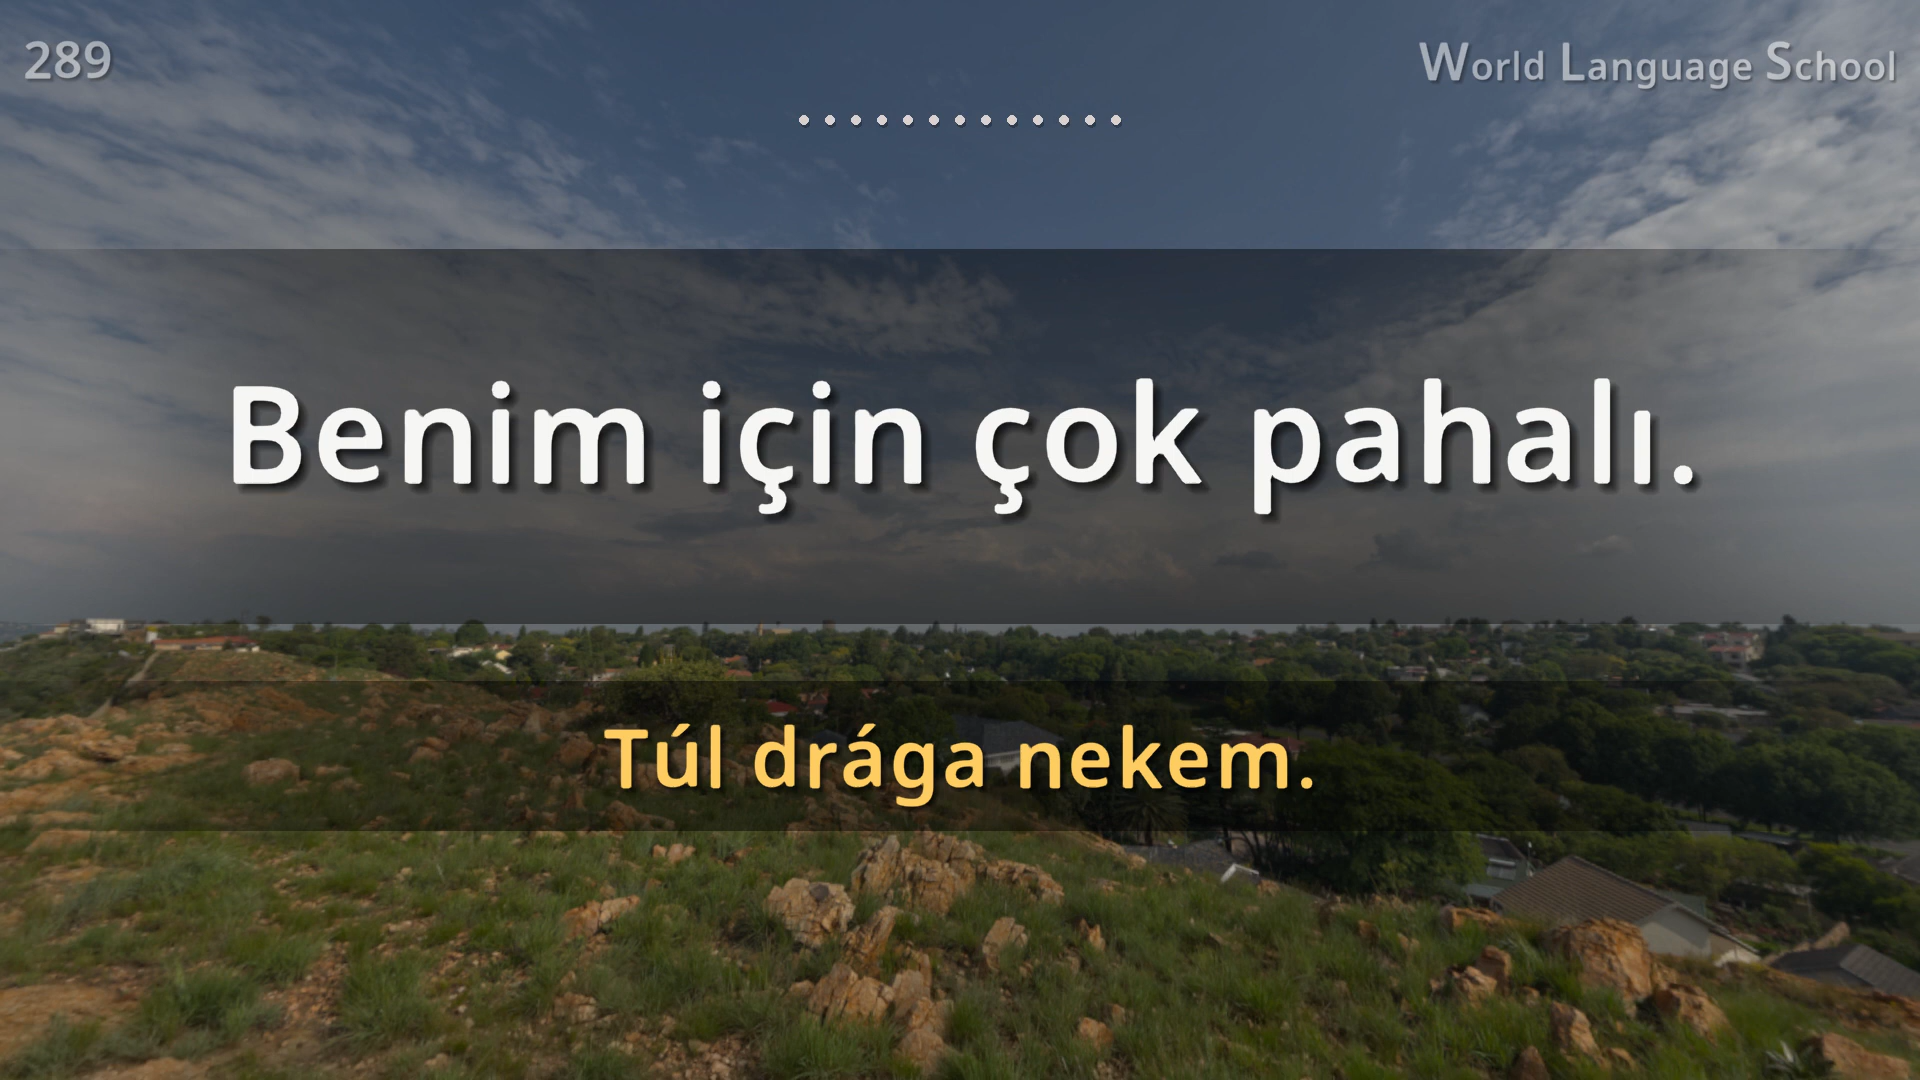 289
World Language School
Benim için çok pahalı.
Túl drága nekem.